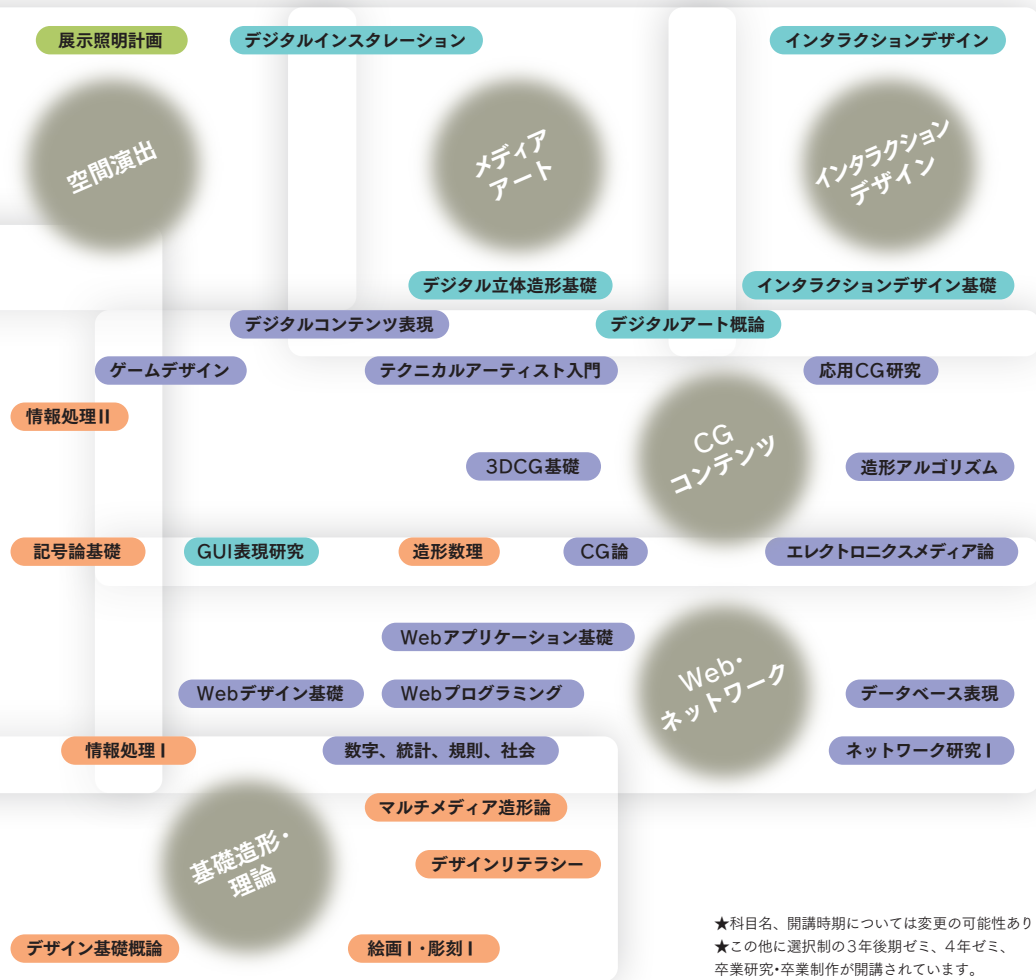 展示照明計画
デジタルインスタレーション
インタラクションデザイン
空間演出
メディア
アート
インタラクション
デザイン
デジタル立体造形基礎
インタラクションデザイン基礎
デジタルコンテンツ表現
デジタルアート概論
ゲームデザイン
テクニカルアーティスト入門
応用CG研究
情報処理II
CG
コンテンツ
3DCG基礎
造形アルゴリズム
記号論基礎
GUI表現研究
造形数理
CG論
エレクトロニクスメディア論
Webアプリケーション基礎
Web・
ネットワーク
Webデザイン基礎
Webプログラミング
データベース表現
情報処理I
数字、統計、規則、社会
ネットワーク研究I
マルチメディア造形論
基礎造形・
理論
デザインリテラシー
デザイン基礎概論
絵画I・彫刻I
★科目名、開講時期については変更の可能性あり
★この他に選択制の3年後期ゼミ、4年ゼミ、
卒業研究・卒業制作が開講されています。